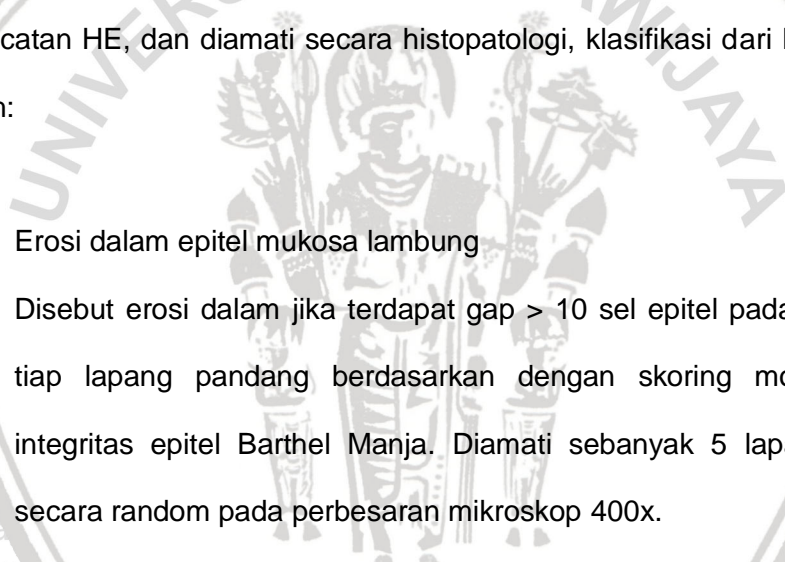 catan HE, dan diamati secara histopatologi, klasifikasi dari
n:
Erosi dalam epitel mukosa lambung
Disebut erosi dalam jika terdapat gap > 10 sel epitel pada
tiap lapang pandang berdasarkan dengan skoring mo
integritas epitel Barthel Manja. Diamati sebanyak 5 lapa
secara random pada perbesaran mikroskop 400x.